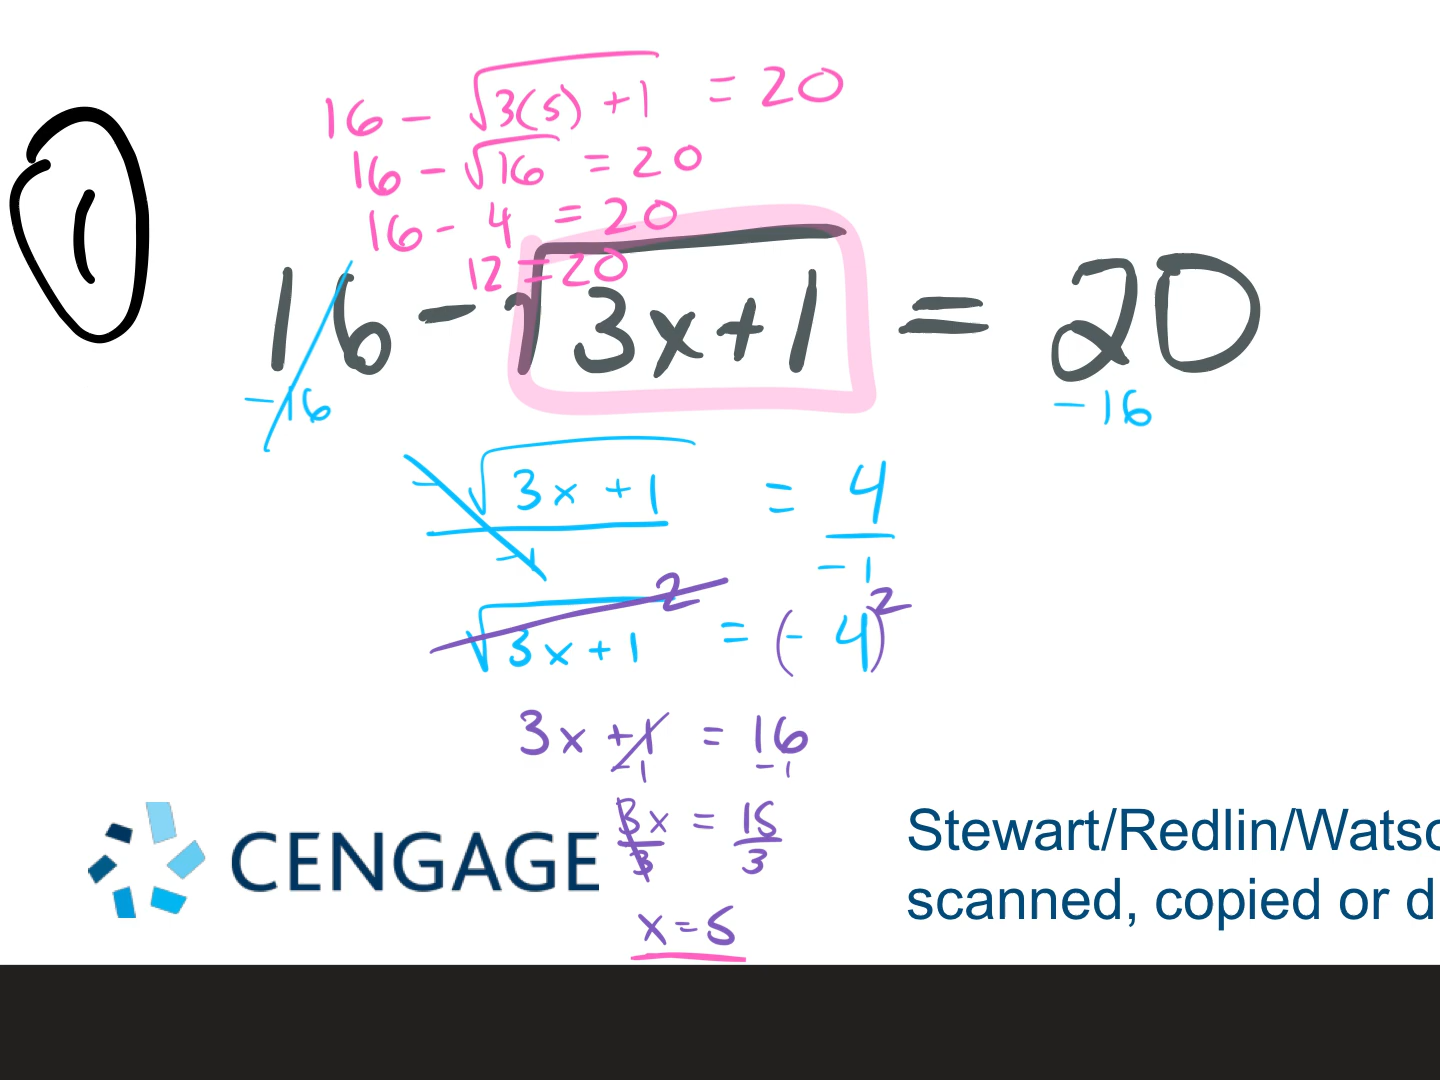 1
16 - √3(5) + 1 = 20
16 - √16 = 20
16 - 4 = 20
12 = 20
16 - √3x+1 = 20
-16 -16
-√3x + 1 = 4
-1 -1
√3x + 1² = (- 4)²
3x + 1 = 16
-1 -1
3x = 15
3 3
x = 5
CENGAGE
Stewart/Redlin/Watso
scanned, copied or d